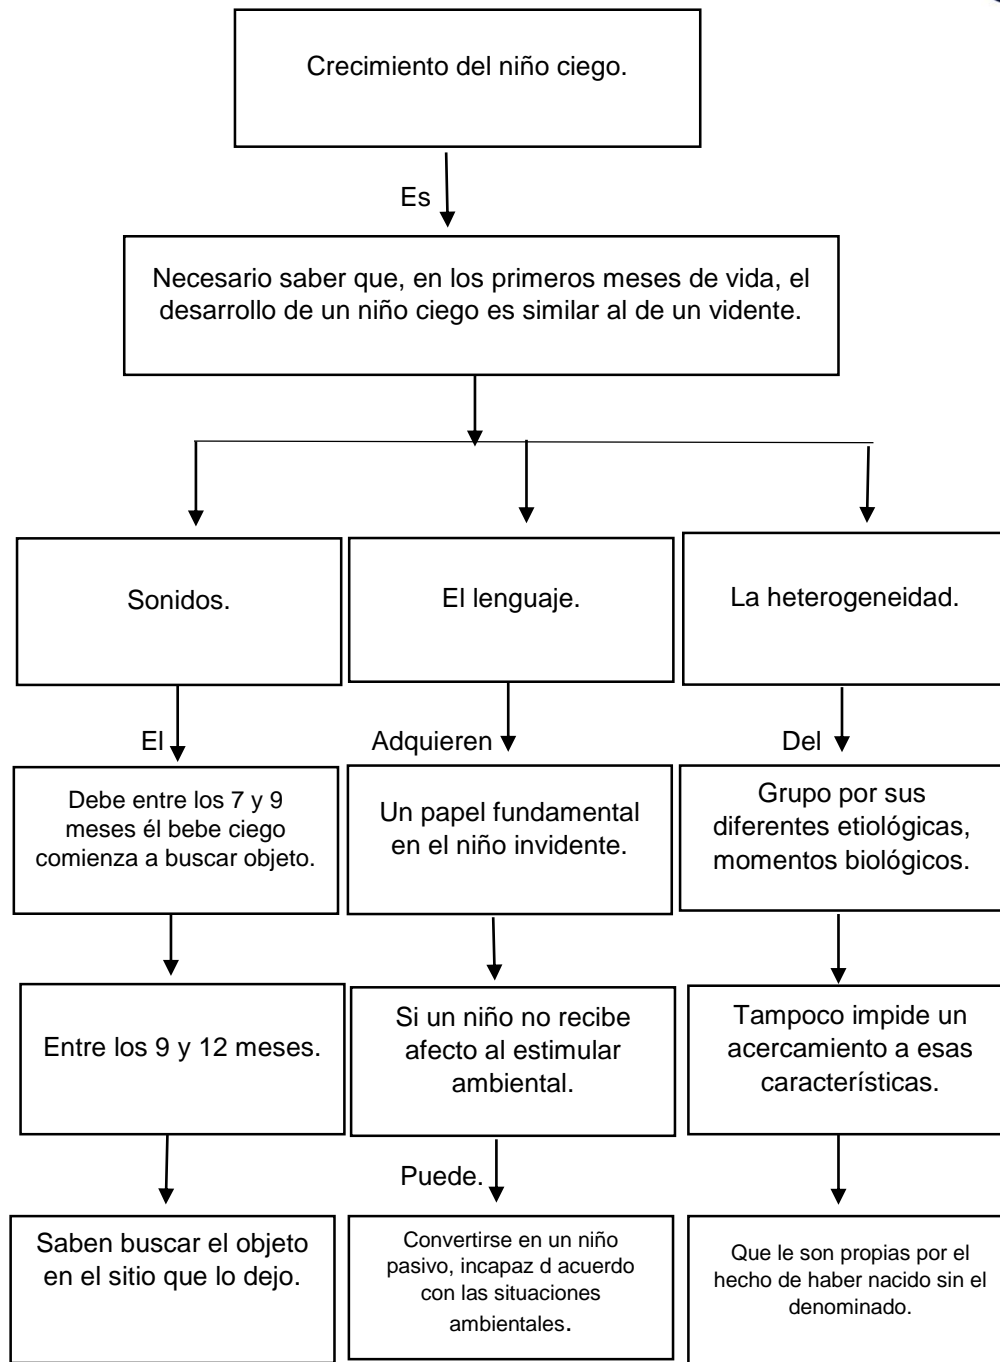 Crecimiento del niño ciego.
Es
Necesario saber que, en los primeros meses de vida, el
desarrollo de un niño ciego es similar al de un vidente.
Sonidos.
El lenguaje.
La heterogeneidad.
El
Adquieren
Del
Debe entre los 7 y 9
meses él bebe ciego
comienza a buscar objeto.
Un papel fundamental
en el niño invidente.
Grupo por sus
diferentes etiológicas,
momentos biológicos.
Entre los 9 y 12 meses.
Si un niño no recibe
afecto al estimular
ambiental.
Tampoco impide un
acercamiento a esas
características.
Puede.
Saben buscar el objeto
en el sitio que lo dejo.
Convertirse en un niño
pasivo, incapaz d acuerdo
con las situaciones
ambientales.
Que le son propias por el
hecho de haber nacido sin el
denominado.